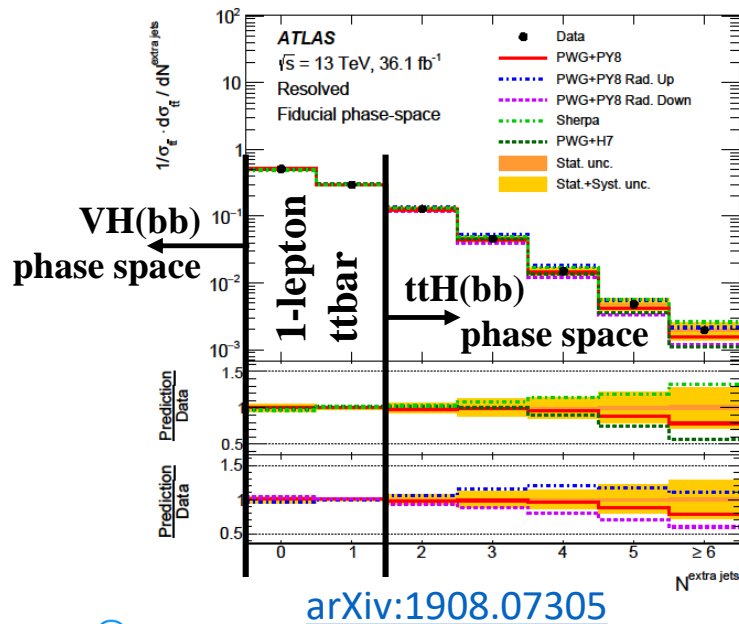 10²
10
1
10⁻¹
10⁻²
10⁻³
1/σ_tt̄ · dσ_tt̄ / dN^extra jets
ATLAS
√s = 13 TeV, 36.1 fb⁻¹
Resolved
Fiducial phase-space
Data
PWG+PY8
PWG+PY8 Rad. Up
PWG+PY8 Rad. Down
Sherpa
PWG+H7
Stat. unc.
Stat.+Syst. unc.
VH(bb)
phase space
1-lepton
ttbar
ttH(bb)
phase space
Prediction
Data
1.5
1
0.5
Prediction
Data
1.5
1
0.5
0 1 2 3 4 5 ≥ 6
N^extra jets
arXiv:1908.07305